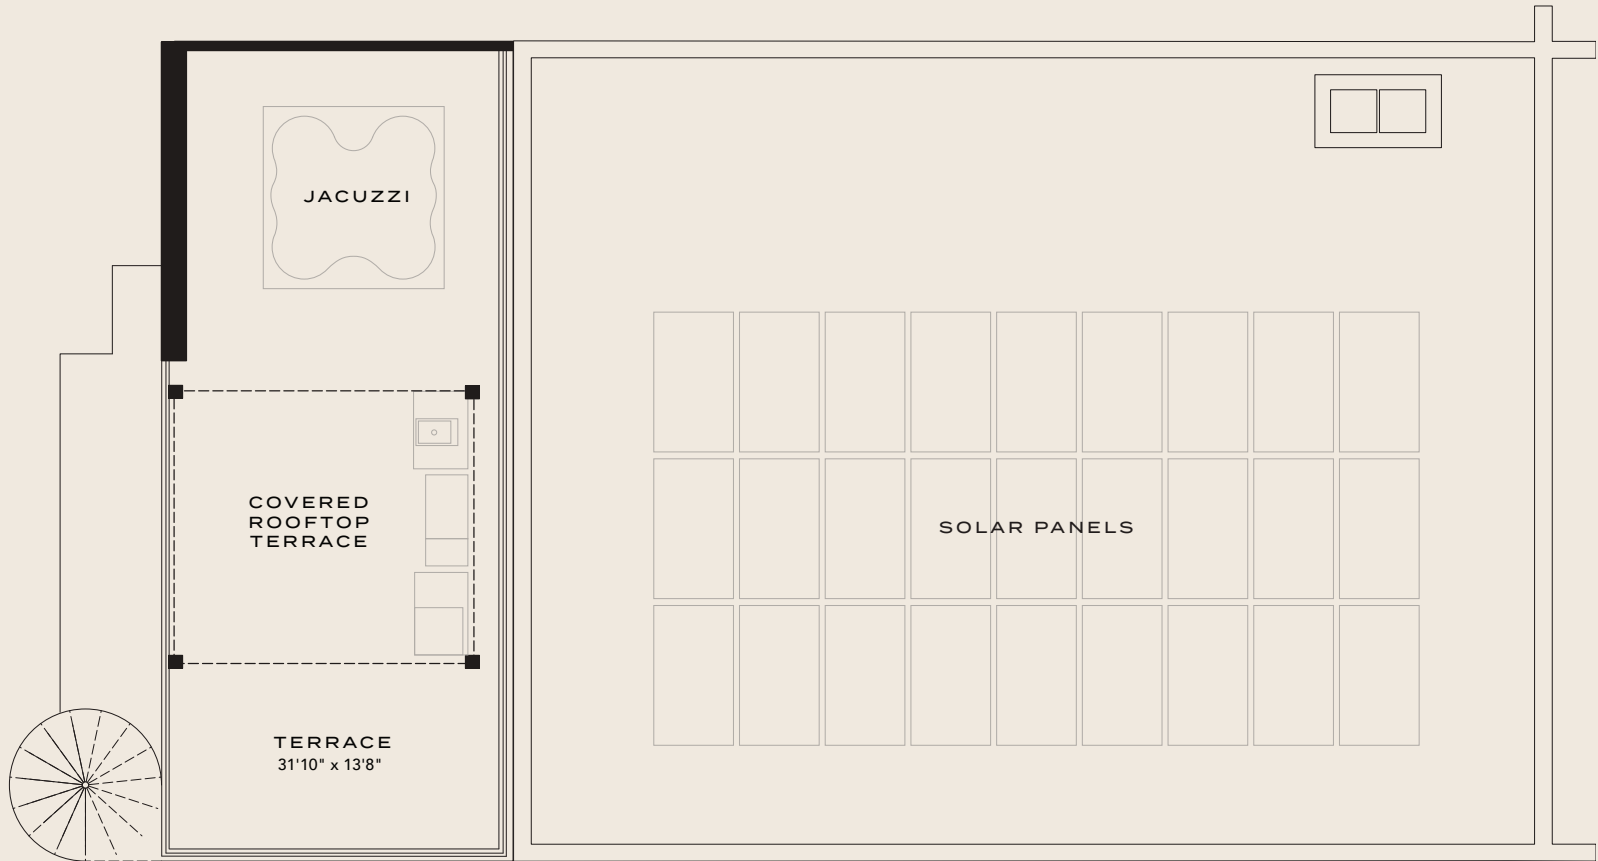 JACUZZI
COVERED
ROOFTOP
TERRACE
SOLAR PANELS
TERRACE
31'10" x 13'8"